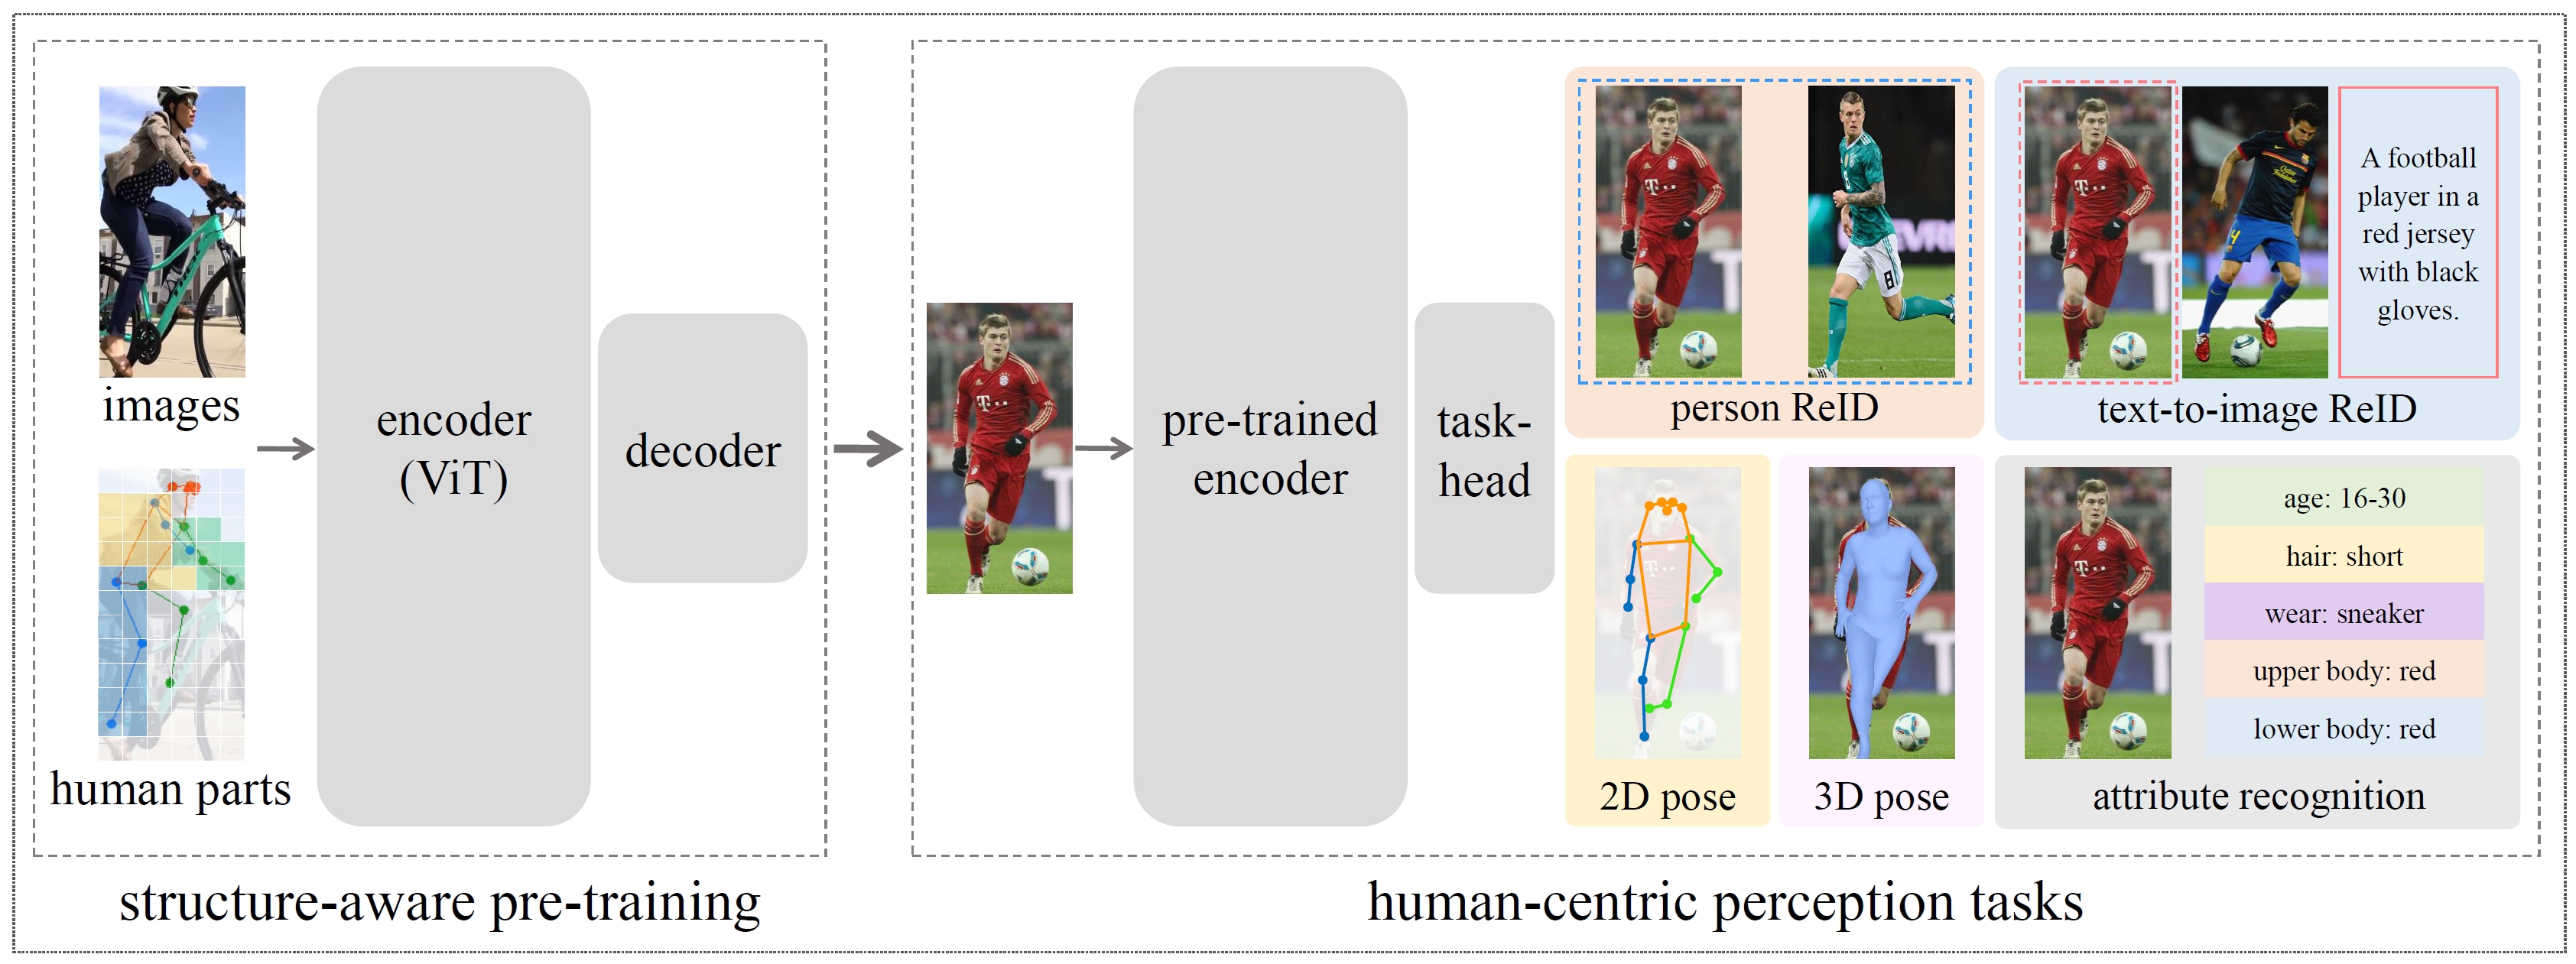 images
human parts
encoder
(ViT)
decoder
structure-aware pre-training
pre-trained
encoder
task-
head
person ReID
A football
player in a
red jersey
with black
gloves.
text-to-image ReID
2D pose
3D pose
age: 16-30
hair: short
wear: sneaker
upper body: red
lower body: red
attribute recognition
human-centric perception tasks